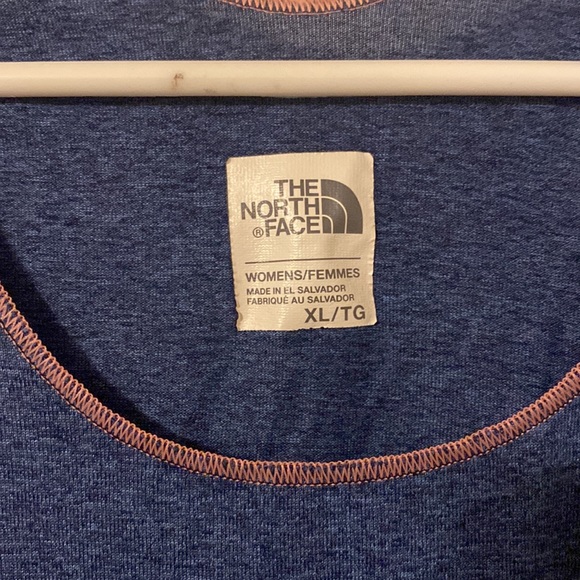 THE
NORTH
® FACE
WOMENS/FEMMES
MADE IN EL SALVADOR
FABRIQUÉ AU SALVADOR
XL/TG